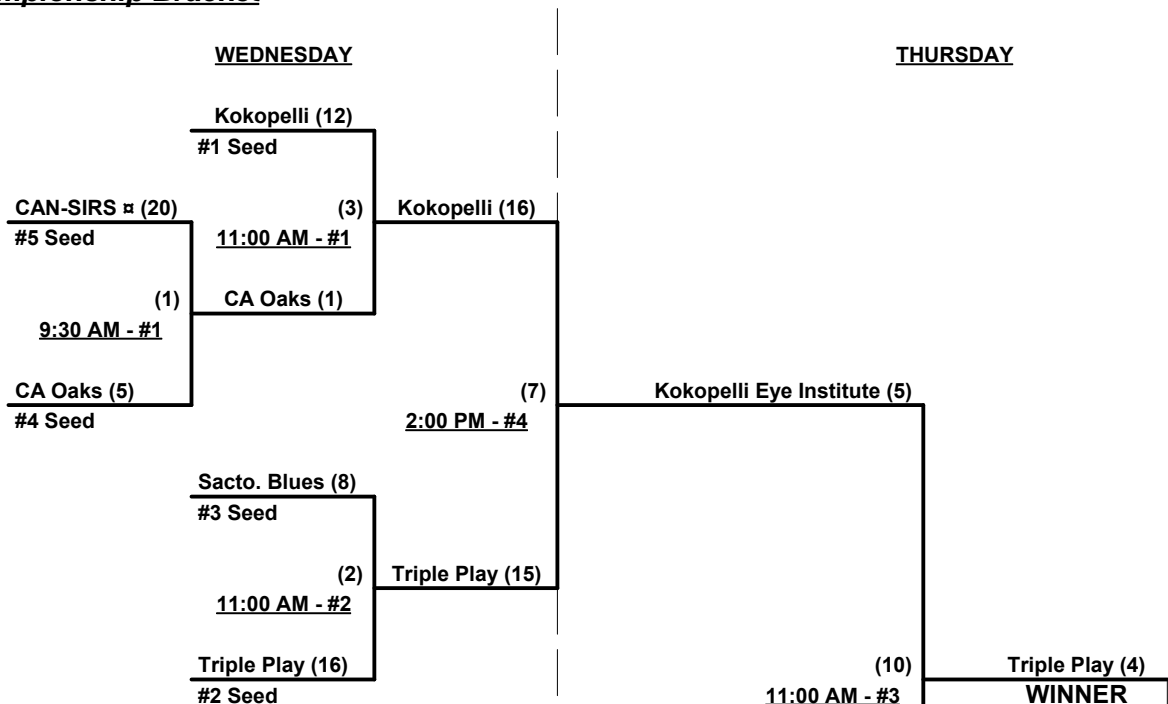 WEDNESDAY
THURSDAY
Kokopelli (12)
#1 Seed
CAN-SIRS ¤ (20)
(3)
Kokopelli (16)
#5 Seed
11:00 AM - #1
(1)
CA Oaks (1)
9:30 AM - #1
CA Oaks (5)
(7)
Kokopelli Eye Institute (5)
#4 Seed
2:00 PM - #4
Sacto. Blues (8)
#3 Seed
(2)
Triple Play (15)
11:00 AM - #2
Triple Play (16)
(10)
Triple Play (4)
#2 Seed
11:00 AM - #3
WINNER